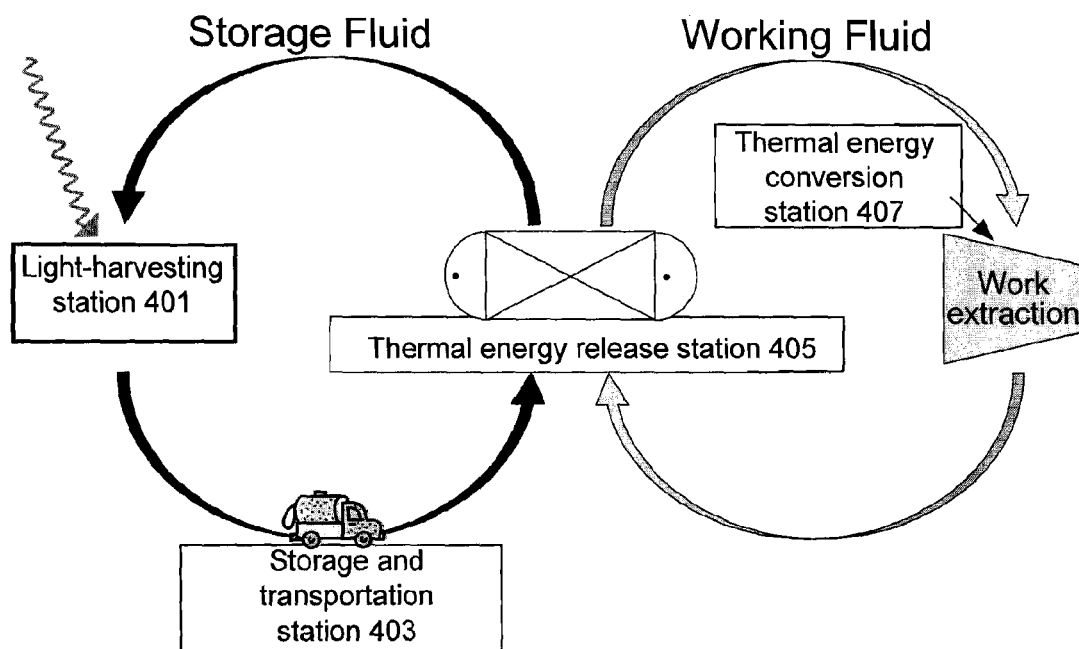 Storage Fluid
Working Fluid
Thermal energy
conversion
station 407
Light-harvesting
station 401
Work
extraction
Thermal energy release station 405
Storage and
transportation
station 403